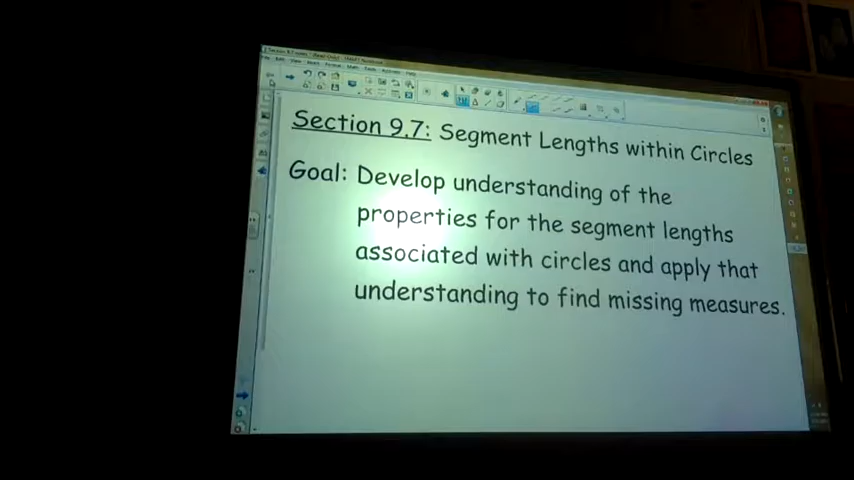 Section 9.7: Segment Lengths within Circles
Goal: Develop understanding of the
properties for the segment lengths
associated with circles and apply that
understanding to find missing measures.